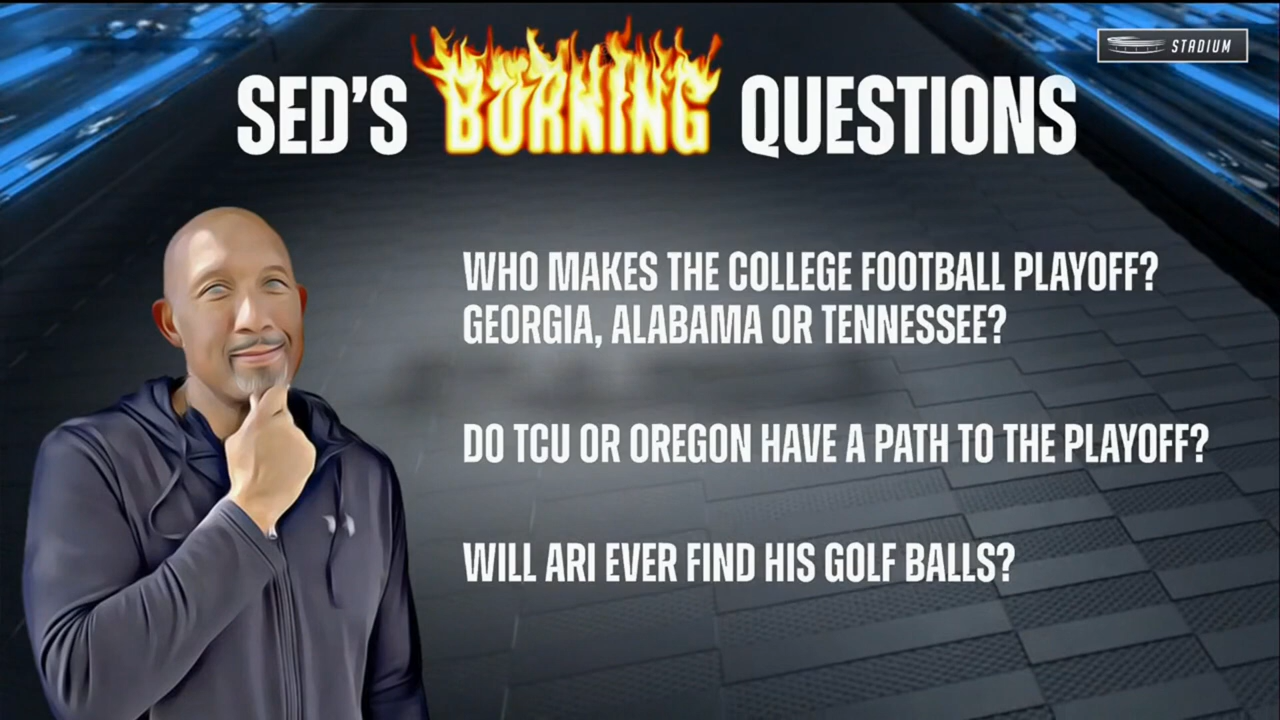 STADIUM
SED'S BURNING QUESTIONS
WHO MAKES THE COLLEGE FOOTBALL PLAYOFF?
GEORGIA, ALABAMA OR TENNESSEE?
DO TCU OR OREGON HAVE A PATH TO THE PLAYOFF?
WILL ARI EVER FIND HIS GOLF BALLS?